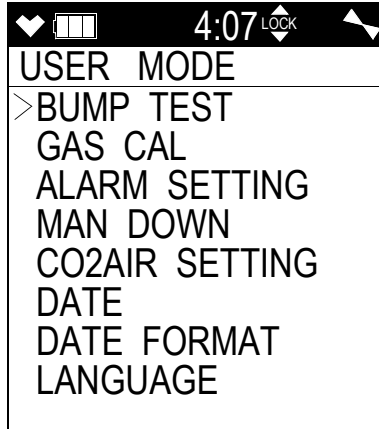 4:07 LOCK
USER MODE
>BUMP TEST
GAS CAL
ALARM SETTING
MAN DOWN
CO2AIR SETTING
DATE
DATE FORMAT
LANGUAGE